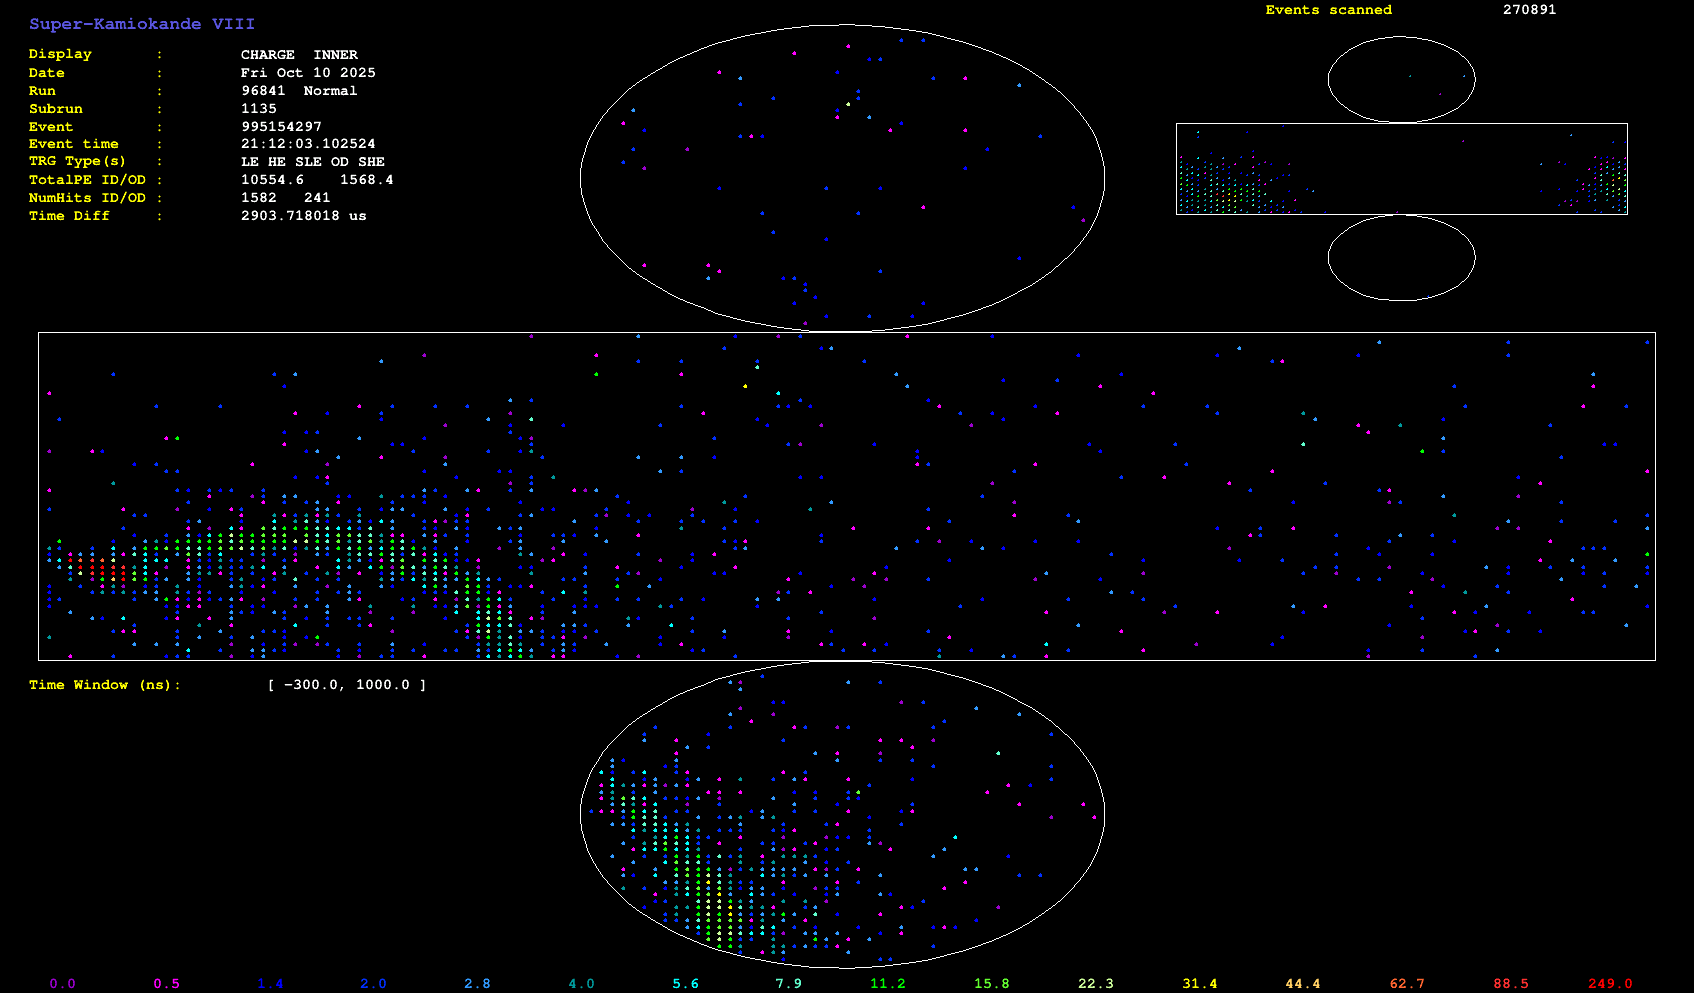 Super-Kamiokande VIII
Events scanned 270891
Display : CHARGE INNER
Date : Fri Oct 10 2025
Run : 96841 Normal
Subrun : 1135
Event : 995154297
Event time : 21:12:03.102524
TRG Type(s) : LE HE SLE OD SHE
TotalPE ID/OD : 10554.6 1568.4
NumHits ID/OD : 1582 241
Time Diff : 2903.718018 us
Time Window (ns): [ -300.0, 1000.0 ]
0.0 0.5 1.4 2.0 2.8 4.0 5.6 7.9 11.2 15.8 22.3 31.4 44.4 62.7 88.5 249.0